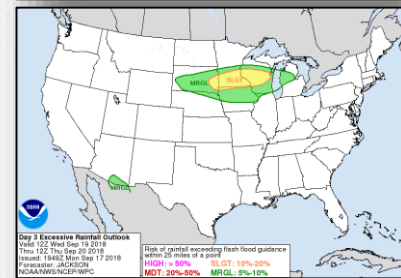 MRGL
SLGT
MRGL
NOAA
Day 3 Excessive Rainfall Outlook
Valid 12Z Wed Sep 19 2018
Thru 12Z Thu Sep 20 2018
Issued: 1949Z Mon Sep 17 2018
Forecaster: JACKSON
NOAA/NWS/NCEP/WPC
Risk of rainfall exceeding flash flood guidance
within 25 miles of a point
HIGH: > 50% SLGT: 10%-20%
MDT: 20%-50% MRGL: 5%-10%